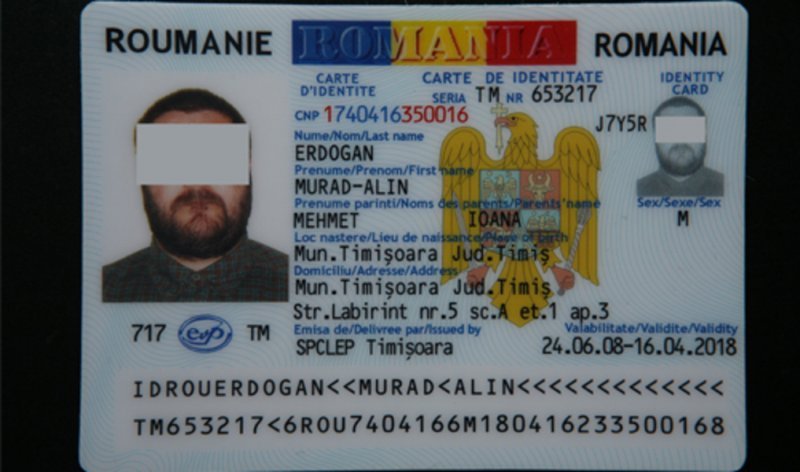 ROUMANIE ROMANIA ROMANIA
CARTE D'IDENTITE CARTE DE IDENTITATE IDENTITY CARD
SERIA TM NR 653217
CNP 1740416350016 J7Y5R
Nume/Nom/Last name
ERDOGAN
Prenume/Prenom/First name
MURAD-ALIN
Prenume parinti/Noms des parents/Parents'name Sex/Sexe/Sex
MEHMET IOANA M
Loc nastere/Lieu de naissance/Place of birth
Mun.Timişoara Jud.Timiş
Domiciliu/Adresse/Address
Mun.Timişoara Jud.Timiş
Str.Labirint nr.5 sc.A et.1 ap.3
717 esp TM Emisa de/Delivree par/Issued by Valabilitate/Validite/Validity
SPCLEP Timişoara 24.06.08-16.04.2018
IDROUERDOGAN<<MURAD<ALIN<<<<<<<<<<<<
TM653217<6ROU7404166M180416233500168